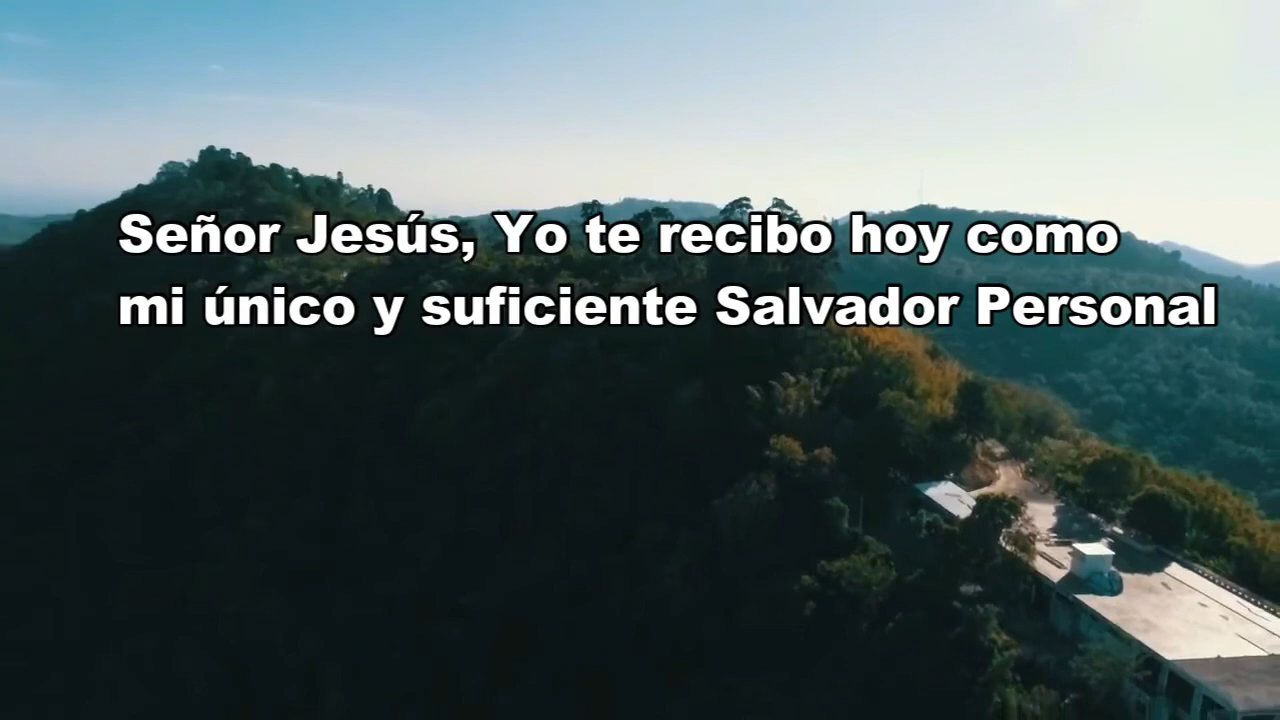 Señor Jesús, Yo te recibo hoy como
mi único y suficiente Salvador Personal